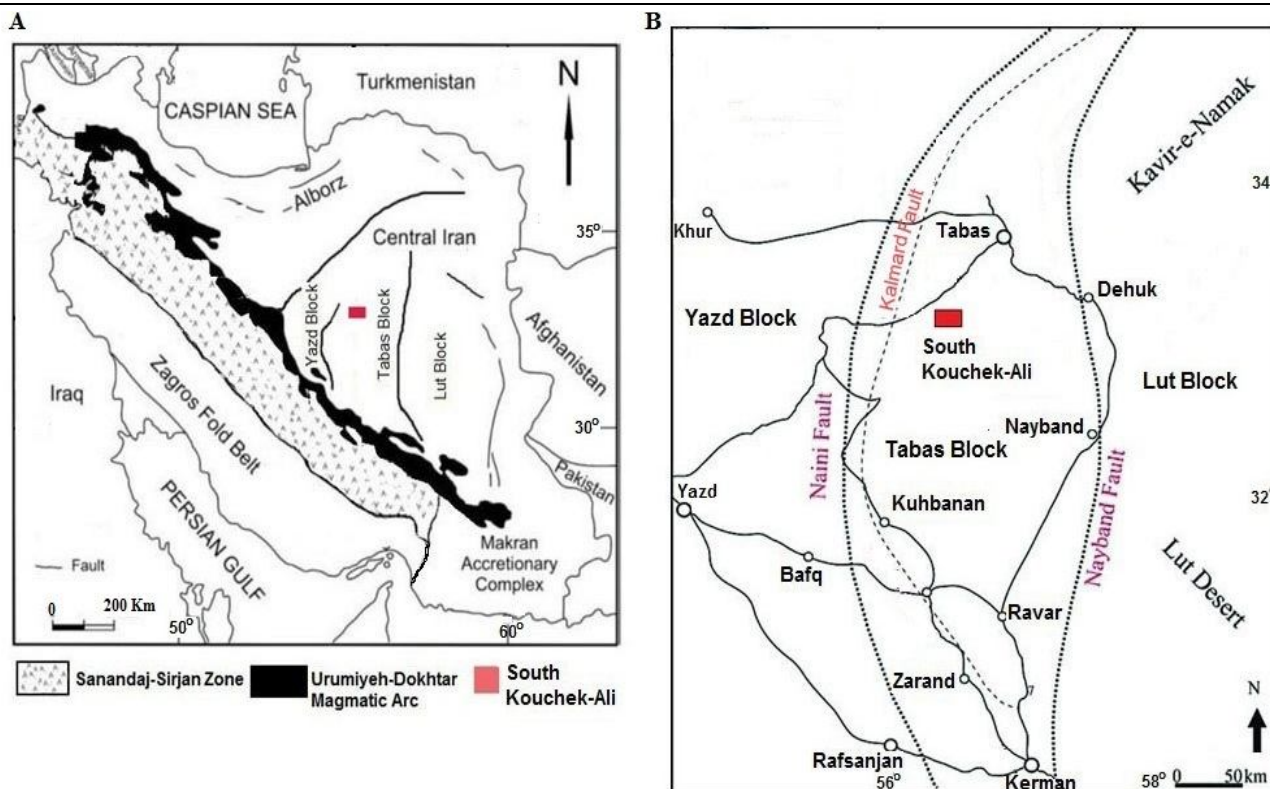 A
N
Turkmenistan
CASPIAN SEA
Alborz
35°
Central Iran
Yazd Block
Tabas Block
Lut Block
Afghanistan
Iraq
Zagros Fold Belt
30°
Pakistan
PERSIAN GULF
Makran
Accretionary
Complex
Fault
0 200 Km
50°
60°
Sanandaj-Sirjan Zone
Urumiyeh-Dokhtar
Magmatic Arc
South
Kouchek-Ali
B
Kavir-e-Namak
34
Khur
Kalmard Fault
Tabas
Dehuk
Yazd Block
South
Kouchek-Ali
Lut Block
Nayband
Naini Fault
Tabas Block
32°
Yazd
Kuhbanan
Nayband Fault
Bafq
Lut Desert
Ravar
Zarand
N
Rafsanjan
56°
Kerman
58°
0 50km